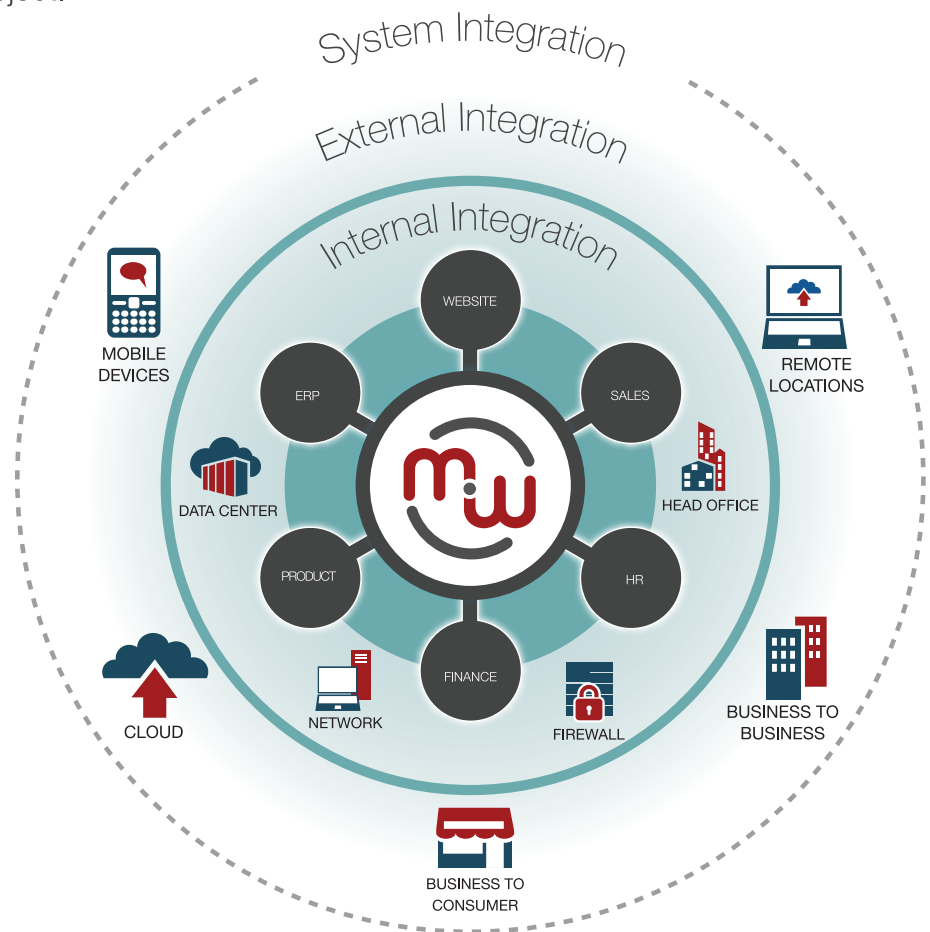 System Integration
External Integration
Internal Integration
WEBSITE
MOBILE
DEVICES
REMOTE
LOCATIONS
ERP
SALES
m.w
DATA CENTER
HEAD OFFICE
PRODUCT
HR
FINANCE
CLOUD
NETWORK
FIREWALL
BUSINESS TO
BUSINESS
BUSINESS TO
CONSUMER